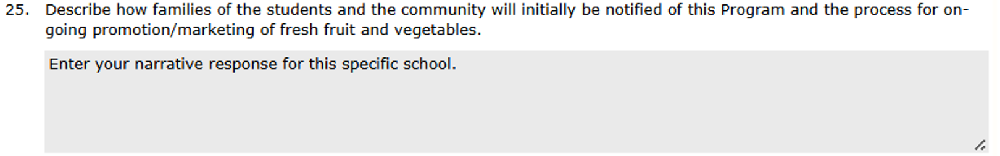 25. Describe how families of the students and the community will initially be notified of this Program and the process for on-
going promotion/marketing of fresh fruit and vegetables.
Enter your narrative response for this specific school.